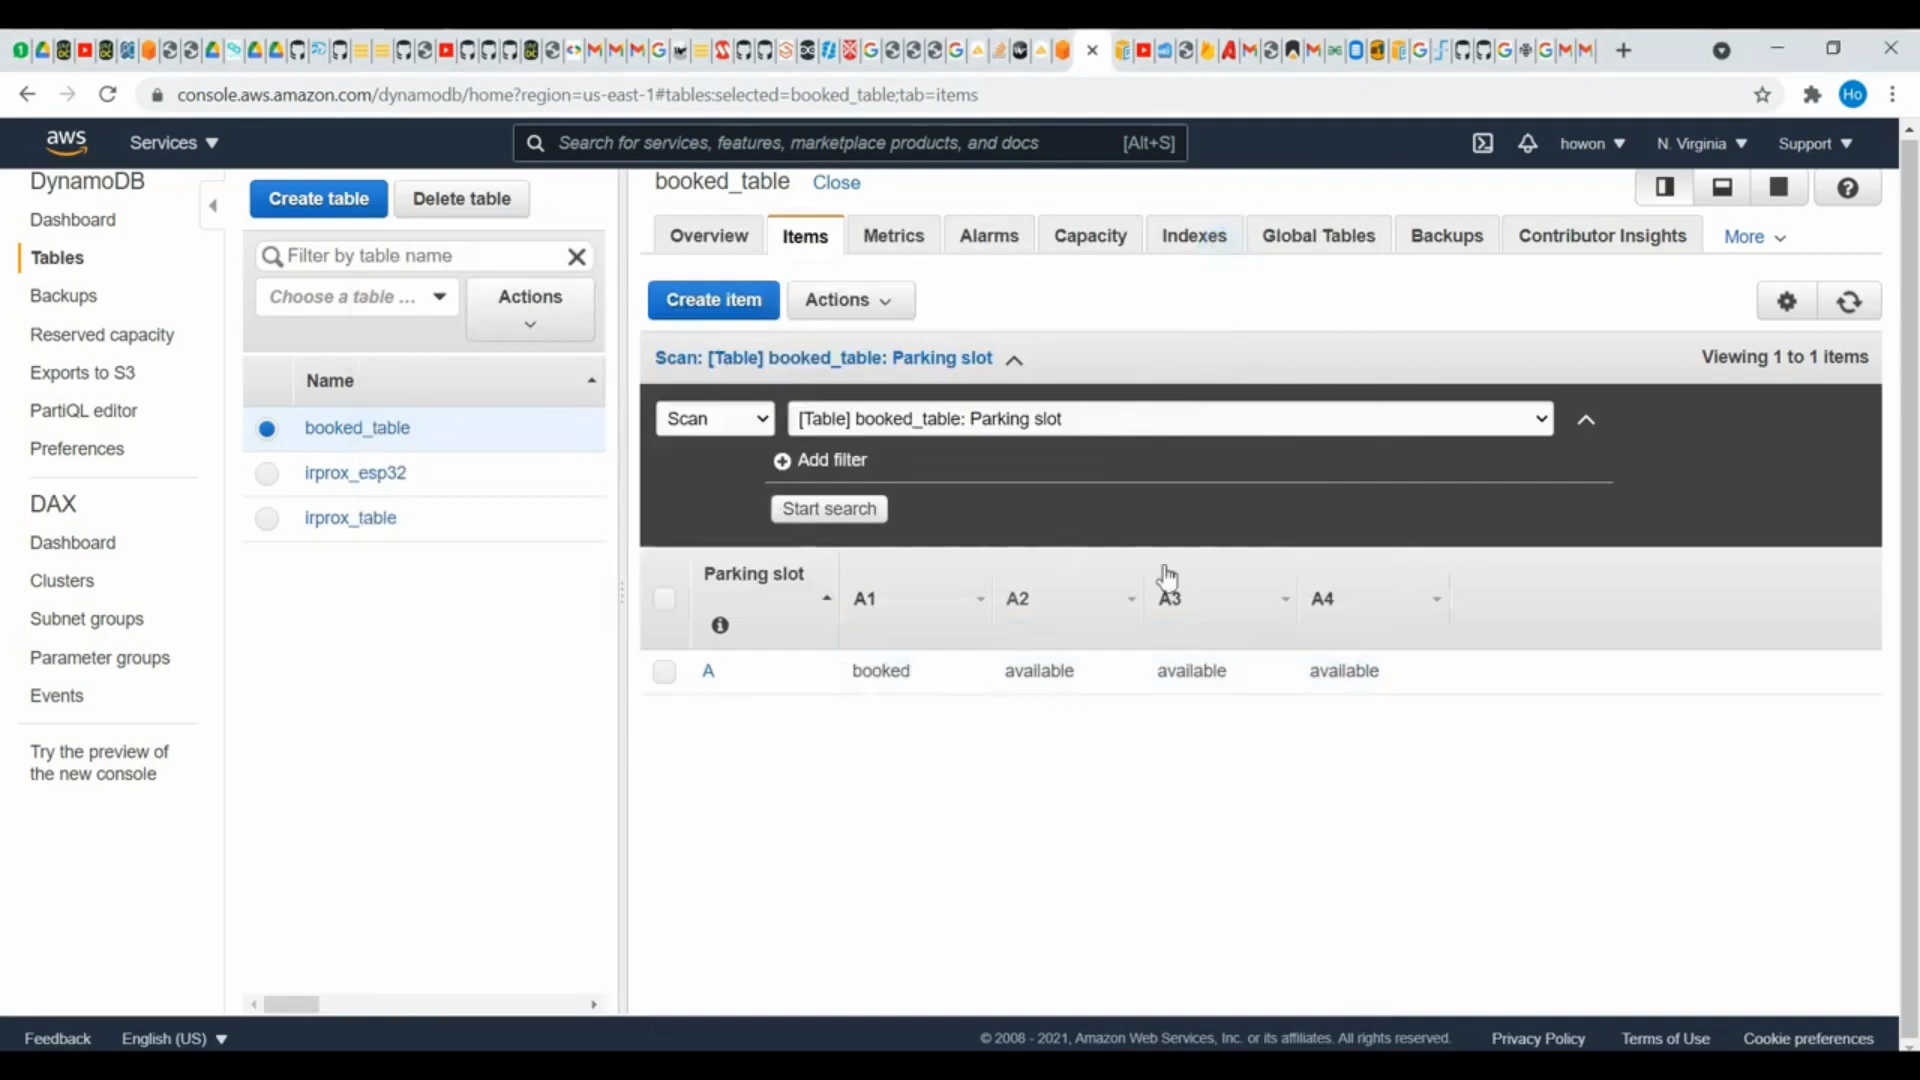 console.aws.amazon.com/dynamodb/home?region=us-east-1#tables:selected=booked_table;tab=items
Ho
aws
Services
Search for services, features, marketplace products, and docs
[Alt+S]
howon
N. Virginia
Support
DynamoDB
Dashboard
Tables
Backups
Reserved capacity
Exports to S3
PartiQL editor
Preferences
DAX
Dashboard
Clusters
Subnet groups
Parameter groups
Events
Try the preview of
the new console
Create table
Delete table
Filter by table name
Choose a table ...
Actions
Name
booked_table
irprox_esp32
irprox_table
booked_table Close
Overview
Items
Metrics
Alarms
Capacity
Indexes
Global Tables
Backups
Contributor Insights
More
Create item
Actions
Scan: [Table] booked_table: Parking slot
Viewing 1 to 1 items
Scan
[Table] booked_table: Parking slot
Add filter
Start search
Parking slot
A1
A2
A3
A4
A
booked
available
available
available
Feedback
English (US)
© 2008 - 2021, Amazon Web Services, Inc. or its affiliates. All rights reserved.
Privacy Policy
Terms of Use
Cookie preferences